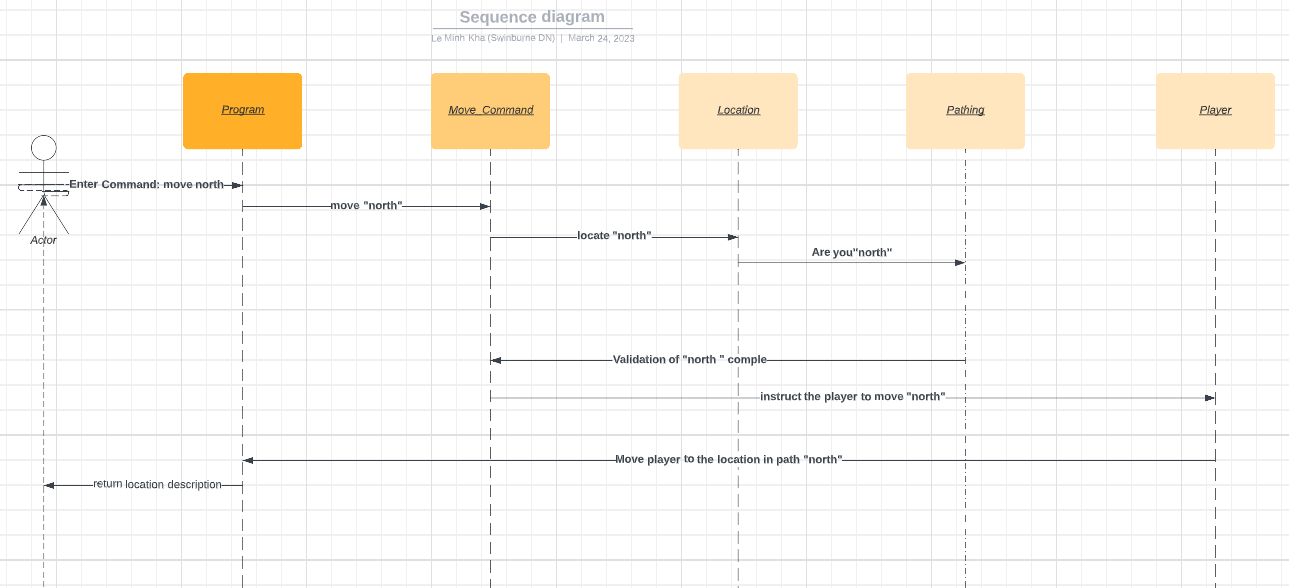 Sequence diagram
Le Minh Kha (Swinburne DN) | March 24, 2023
Program
Move_Command
Location
Pathing
Player
Enter Command: move north
move "north"
locate "north"
Actor
Are you"north"
Validation of "north " comple
instruct the player to move "north"
Move player to the location in path "north"
return location description